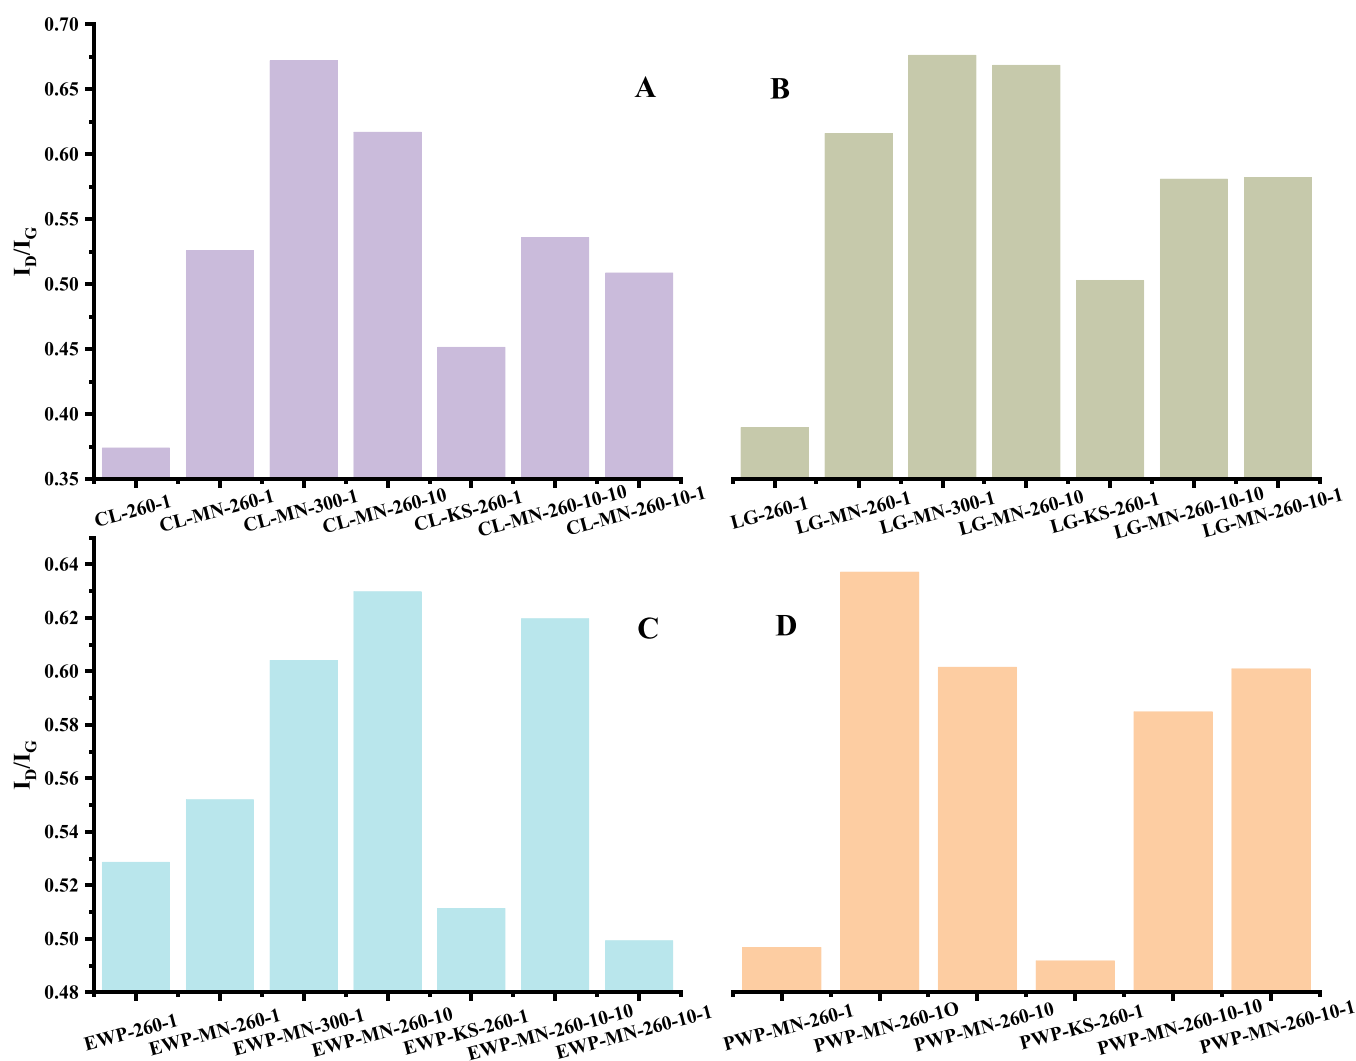 0.70
0.65
0.60
0.55
0.50
0.45
0.40
0.35
I_D/I_G
A
CL-260-1
CL-MN-260-1
CL-MN-300-1
CL-MN-260-10
CL-KS-260-1
CL-MN-260-10-10
CL-MN-260-10-1
B
LG-260-1
LG-MN-260-1
LG-MN-300-1
LG-MN-260-10
LG-KS-260-1
LG-MN-260-10-10
LG-MN-260-10-1
0.64
0.62
0.60
0.58
0.56
0.54
0.52
0.50
0.48
I_D/I_G
C
EWP-260-1
EWP-MN-260-1
EWP-MN-300-1
EWP-MN-260-10
EWP-KS-260-1
EWP-MN-260-10-10
EWP-MN-260-10-1
D
PWP-MN-260-1
PWP-MN-260-1O
PWP-MN-260-10
PWP-KS-260-1
PWP-MN-260-10-10
PWP-MN-260-10-1